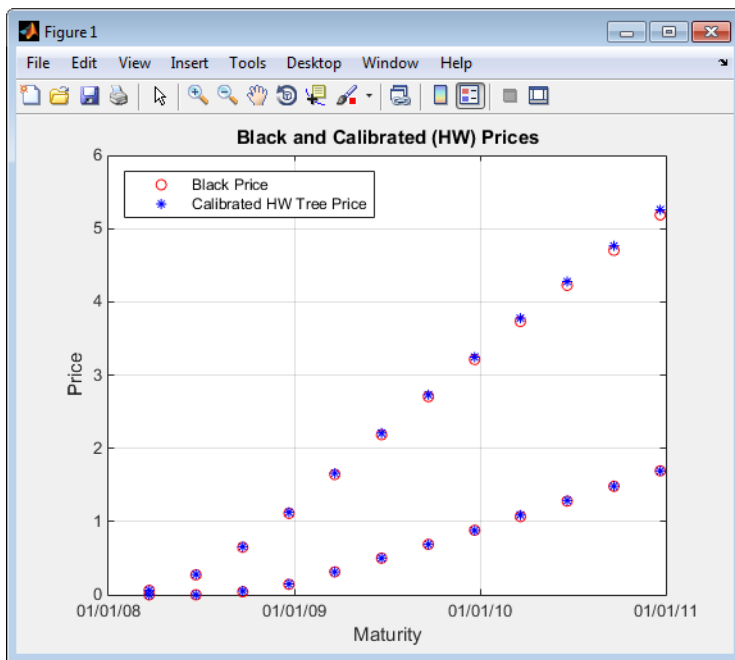 Figure 1
File Edit View Insert Tools Desktop Window Help
Black and Calibrated (HW) Prices
Black Price
Calibrated HW Tree Price
6
5
4
3
2
1
0
Price
01/01/08 01/01/09 01/01/10 01/01/11
Maturity